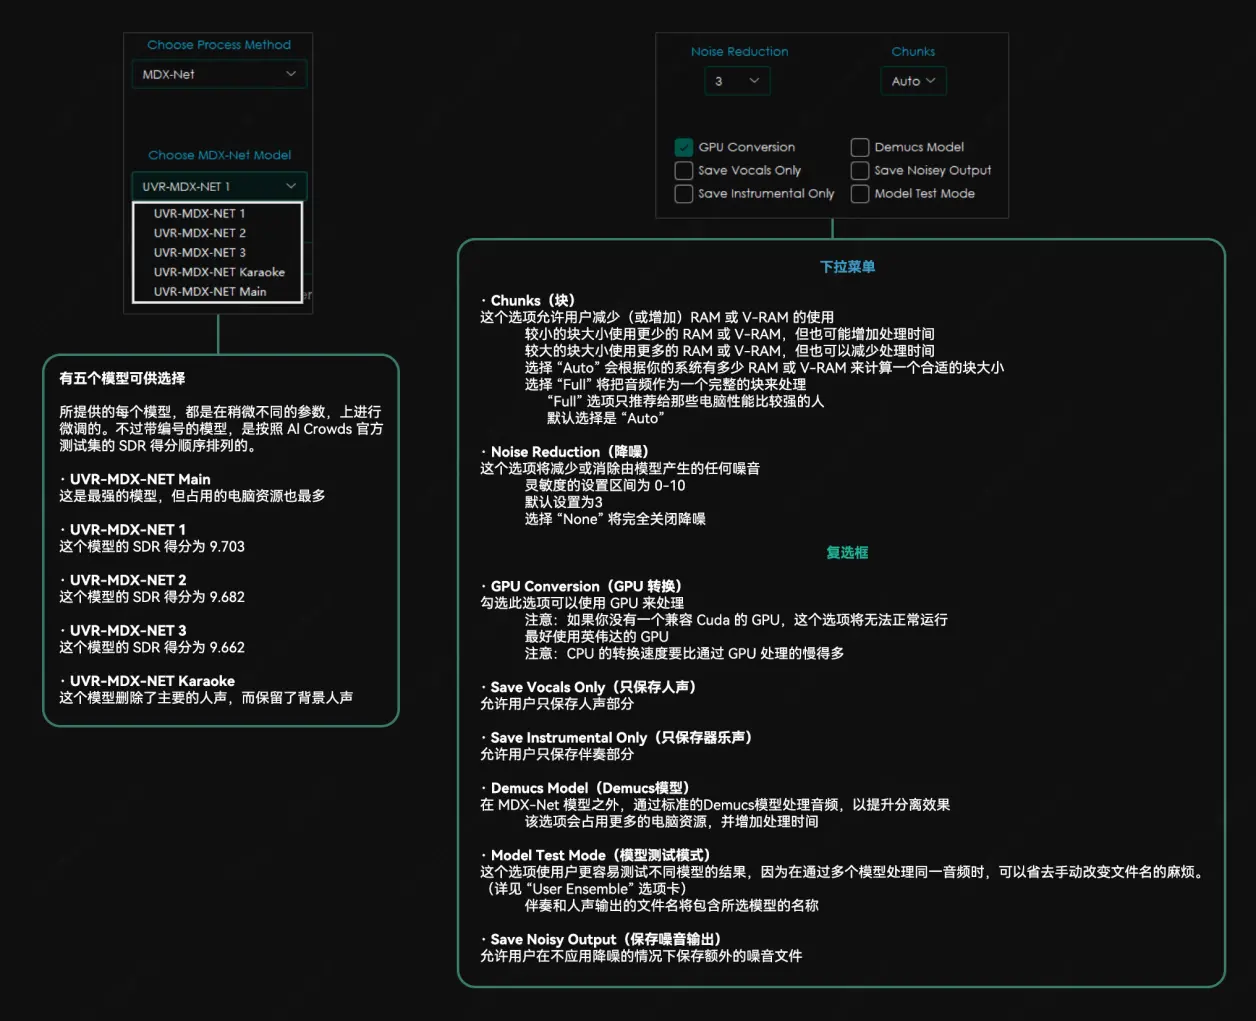 Choose Process Method
MDX-Net
Choose MDX-Net Model
UVR-MDX-NET 1
UVR-MDX-NET 1
UVR-MDX-NET 2
UVR-MDX-NET 3
UVR-MDX-NET Karaoke
UVR-MDX-NET Main
有五个模型可供选择
所提供的每个模型，都是在稍微不同的参数，上进行
微调的。不过带编号的模型，是按照 AI Crowds 官方
测试集的 SDR 得分顺序排列的。
· UVR-MDX-NET Main
这是最强的模型，但占用的电脑资源也最多
· UVR-MDX-NET 1
这个模型的 SDR 得分为 9.703
· UVR-MDX-NET 2
这个模型的 SDR 得分为 9.682
· UVR-MDX-NET 3
这个模型的 SDR 得分为 9.662
· UVR-MDX-NET Karaoke
这个模型删除了主要的人声，而保留了背景人声
Noise Reduction Chunks
3 Auto
GPU Conversion Demucs Model
Save Vocals Only Save Noisey Output
Save Instrumental Only Model Test Mode
下拉菜单
· Chunks（块）
这个选项允许用户减少（或增加）RAM 或 V-RAM 的使用
较小的块大小使用更少的 RAM 或 V-RAM，但也可能增加处理时间
较大的块大小使用更多的 RAM 或 V-RAM，但也可以减少处理时间
选择 “Auto” 会根据你的系统有多少 RAM 或 V-RAM 来计算一个合适的块大小
选择 “Full” 将把音频作为一个完整的块来处理
“Full” 选项只推荐给那些电脑性能比较强的人
默认选择是 “Auto”
· Noise Reduction（降噪）
这个选项将减少或消除由模型产生的任何噪音
灵敏度的设置区间为 0-10
默认设置为3
选择 “None” 将完全关闭降噪
复选框
· GPU Conversion（GPU 转换）
勾选此选项可以使用 GPU 来处理
注意：如果你没有一个兼容 Cuda 的 GPU，这个选项将无法正常运行
最好使用英伟达的 GPU
注意：CPU 的转换速度要比通过 GPU 处理的慢得多
· Save Vocals Only（只保存人声）
允许用户只保存人声部分
· Save Instrumental Only（只保存器乐声）
允许用户只保存伴奏部分
· Demucs Model（Demucs模型）
在 MDX-Net 模型之外，通过标准的Demucs模型处理音频，以提升分离效果
该选项会占用更多的电脑资源，并增加处理时间
· Model Test Mode（模型测试模式）
这个选项使用户更容易测试不同模型的结果，因为在通过多个模型处理同一音频时，可以省去手动改变文件名的麻烦。
（详见 “User Ensemble” 选项卡）
伴奏和人声输出的文件名将包含所选模型的名称
· Save Noisy Output（保存噪音输出）
允许用户在不应用降噪的情况下保存额外的噪音文件